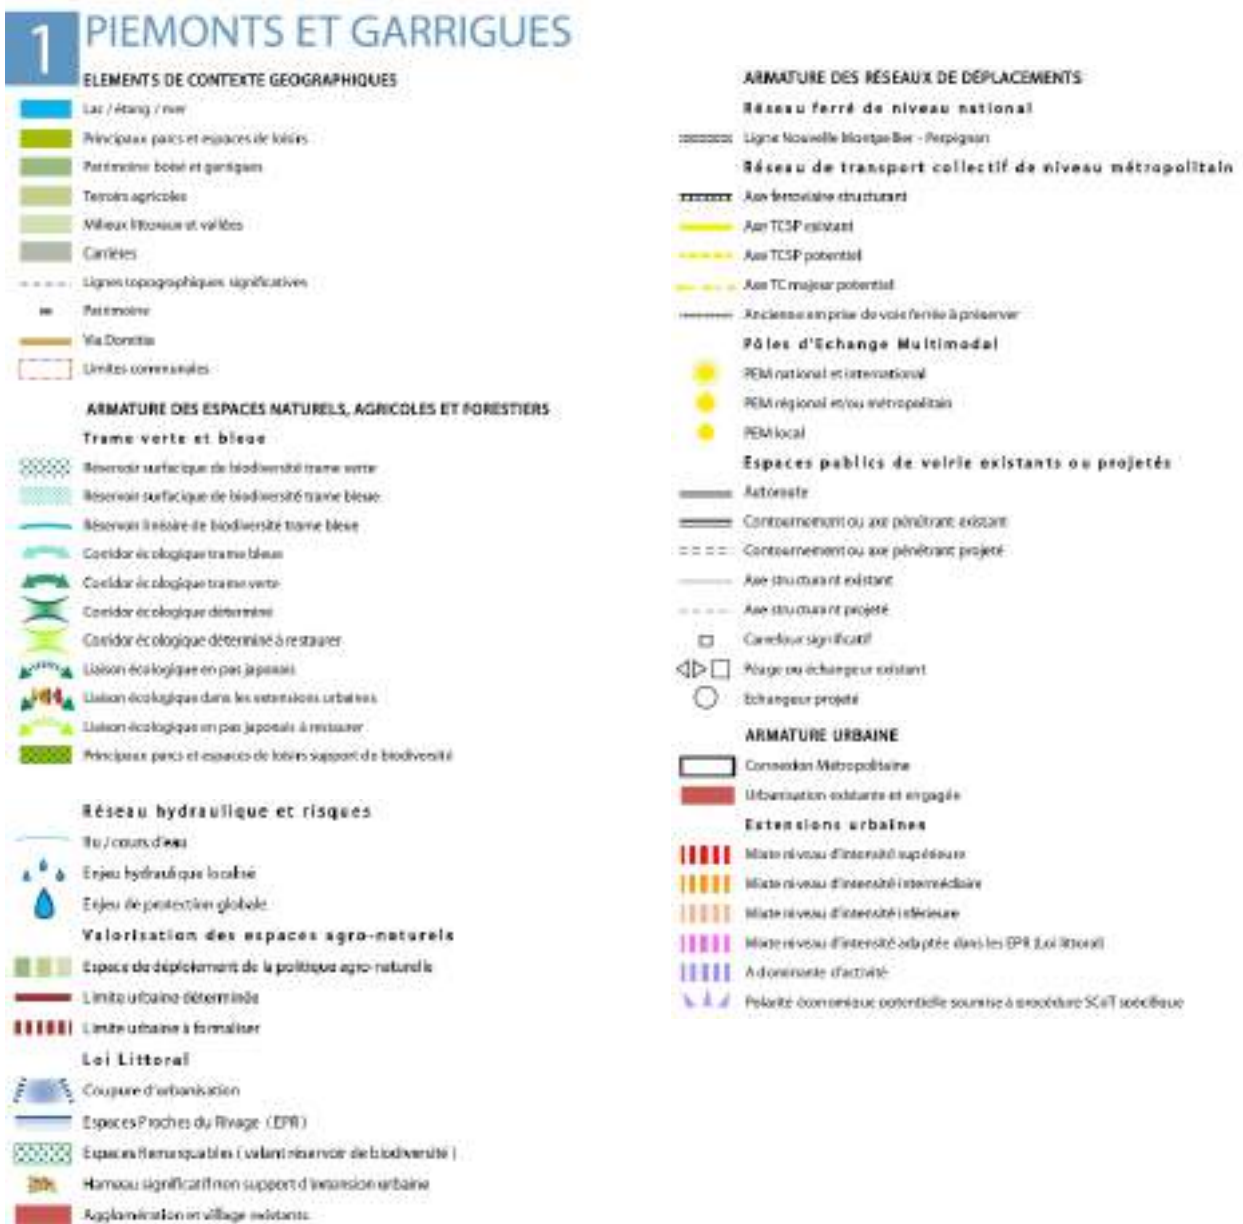 1 PIEMONTS ET GARRIGUES
ELEMENTS DE CONTEXTE GEOGRAPHIQUES
Lac / étang / mer
Principaux parcs et espaces de loisirs
Patrimoine boisé et garrigues
Terroirs agricoles
Milieux littoraux et vallées
Carrières
Lignes topographiques significatives
Patrimoine
Via Domitia
Limites communales
ARMATURE DES ESPACES NATURELS, AGRICOLES ET FORESTIERS
Trame verte et bleue
Réservoir surfacique de biodiversité trame verte
Réservoir surfacique de biodiversité trame bleue
Réservoir linéaire de biodiversité trame bleue
Corridor écologique trame bleue
Corridor écologique trame verte
Corridor écologique déterminé
Corridor écologique déterminé à restaurer
Liaison écologique en pas japonais
Liaison écologique dans les extensions urbaines
Liaison écologique en pas japonais à restaurer
Principaux parcs et espaces de loisirs support de biodiversité
Réseau hydraulique et risques
Ru / cours d'eau
Enjeu hydraulique localisé
Enjeu de protection globale
Valorisation des espaces agro-naturels
Espace de déploiement de la politique agro-naturelle
Limite urbaine déterminée
Limite urbaine à formaliser
Loi Littoral
Coupure d'urbanisation
Espaces Proches du Rivage (EPR)
Espaces Remarquables ( valant réservoir de biodiversité )
Hameau significatif non support d'extension urbaine
Agglomération et village existants
ARMATURE DES RÉSEAUX DE DÉPLACEMENTS
Réseau ferré de niveau national
Ligne Nouvelle Montpellier - Perpignan
Réseau de transport collectif de niveau métropolitain
Axe ferroviaire structurant
Axe TCSP existant
Axe TCSP potentiel
Axe TC majeur potentiel
Ancienne emprise de voie ferrée à préserver
Pôles d'Echange Multimodal
PEM national et international
PEM régional et/ou métropolitain
PEM local
Espaces publics de voirie existants ou projetés
Autoroute
Contournement ou axe pénétrant existant
Contournement ou axe pénétrant projeté
Axe structurant existant
Axe structurant projeté
Carrefour significatif
Péage ou échangeur existant
Echangeur projeté
ARMATURE URBAINE
Connexion Métropolitaine
Urbanisation existante et engagée
Extensions urbaines
Mixte niveau d'intensité supérieure
Mixte niveau d'intensité intermédiaire
Mixte niveau d'intensité inférieure
Mixte niveau d'intensité adaptée dans les EPR (Loi littoral)
A dominante d'activité
Polarité économique potentielle soumise à procédure SCoT spécifique